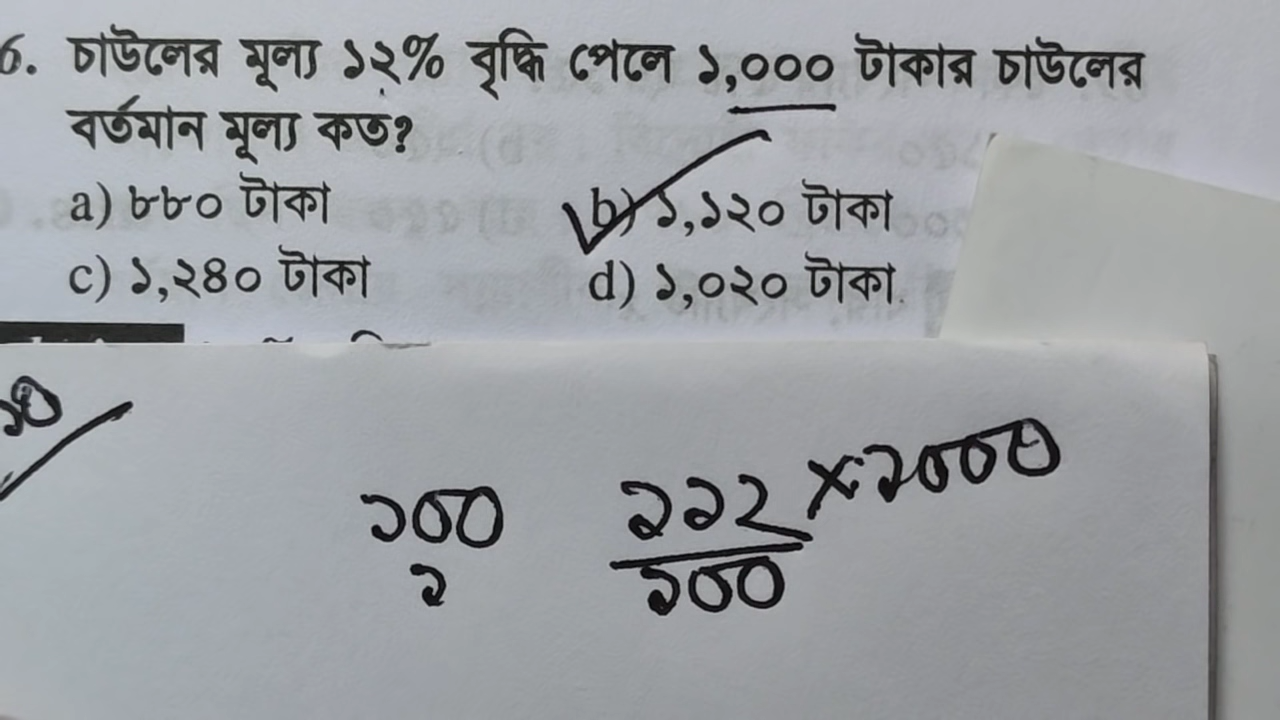 6. চাউলের মূল্য ১২% বৃদ্ধি পেলে ১,০০০ টাকার চাউলের
বর্তমান মূল্য কত?
a) ৮৮০ টাকা b) ১,১২০ টাকা
c) ১,২৪০ টাকা d) ১,০২০ টাকা
১০০ ১১২ × ১০০০
১ ১০০